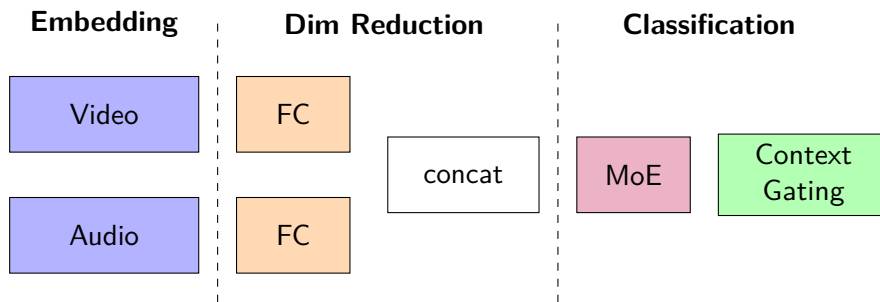 Embedding
Dim Reduction
Classification
Video
FC
concat
MoE
Context
Gating
Audio
FC